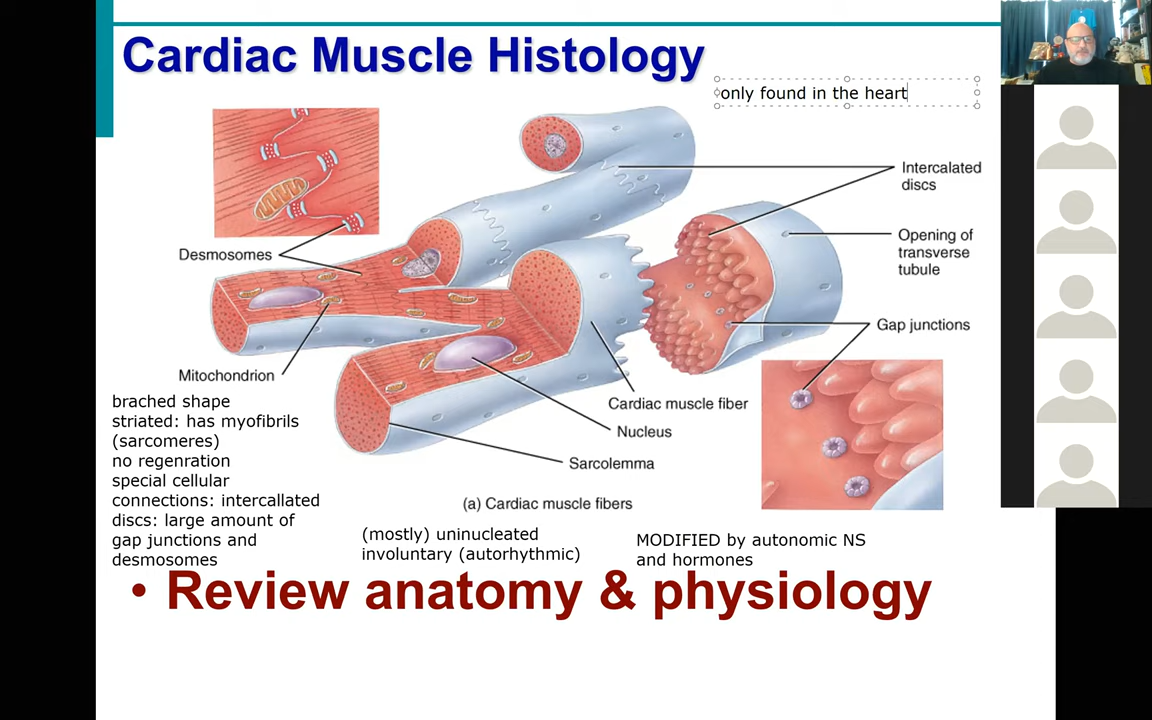 Cardiac Muscle Histology
only found in the heart
Intercalated
discs
Desmosomes
Opening of
transverse
tubule
Gap junctions
Mitochondrion
Cardiac muscle fiber
Nucleus
Sarcolemma
brached shape
striated: has myofibrils
(sarcomeres)
no regenration
special cellular
connections: intercallated
discs: large amount of
gap junctions and
desmosomes
(a) Cardiac muscle fibers
(mostly) uninucleated
involuntary (autorhythmic)
MODIFIED by autonomic NS
and hormones
• Review anatomy & physiology